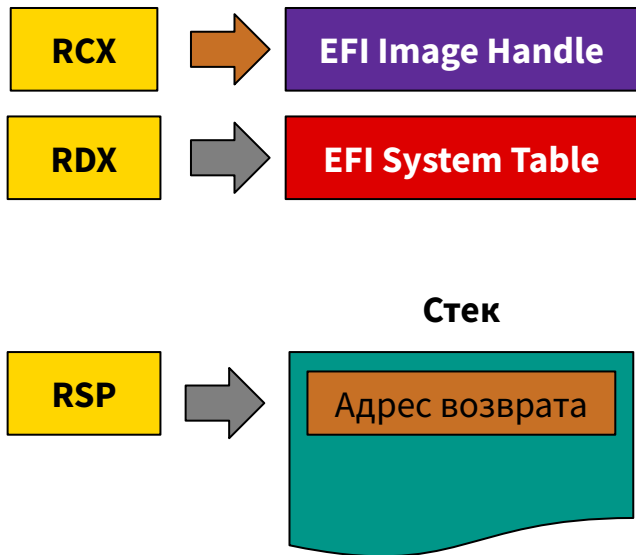 RCX
EFI Image Handle
RDX
EFI System Table
Стек
RSP
Адрес возврата